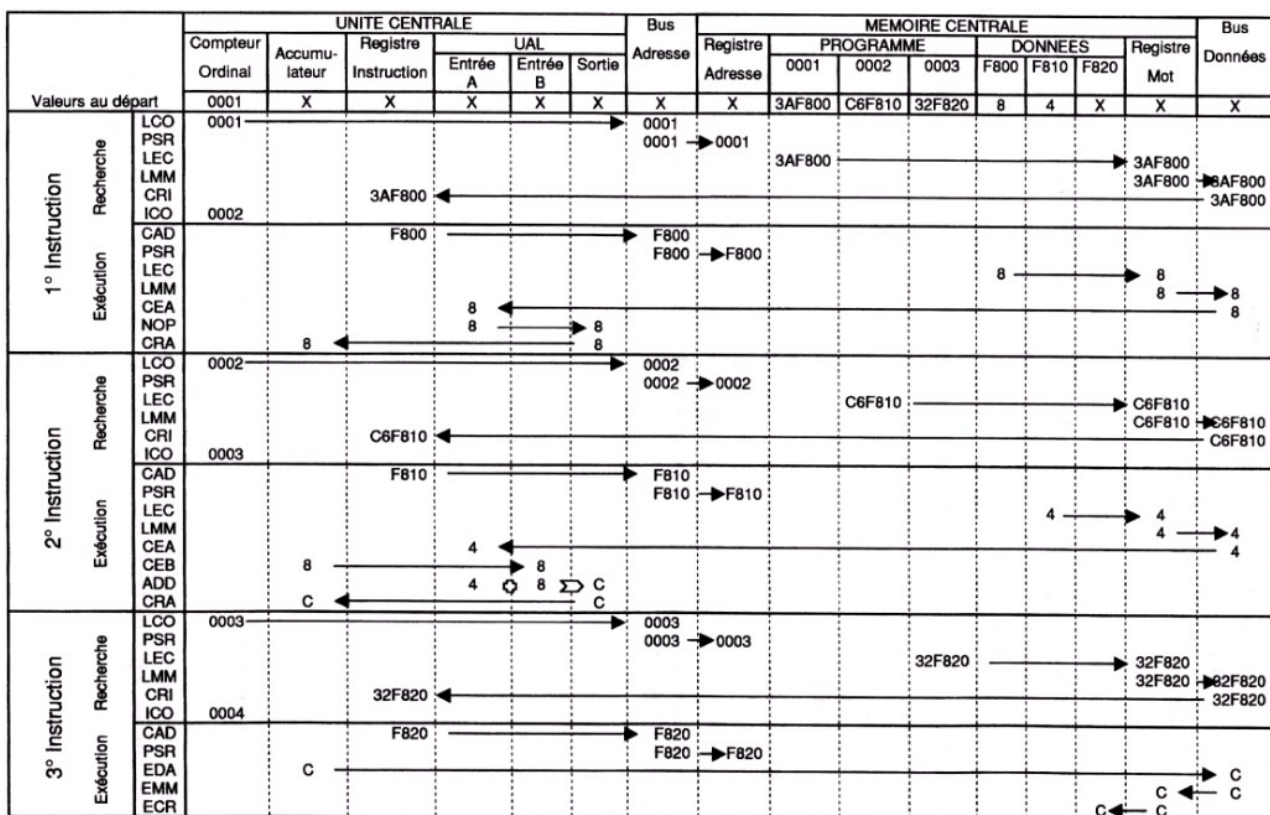 UNITE CENTRALE Bus MEMOIRE CENTRALE Bus
Compteur Accumu- Registre UAL Adresse Registre PROGRAMME DONNEES Registre Données
Ordinal lateur Instruction Entrée Entrée Sortie Adresse 0001 0002 0003 F800 F810 F820 Mot
A B
Valeurs au départ 0001 X X X X X X X 3AF800 C6F810 32F820 8 4 X X X
1° Instruction
Recherche
LCO 0001 0001
PSR 0001 0001
LEC 3AF800 3AF800
LMM 3AF800 3AF800
CRI 3AF800 3AF800
ICO 0002
Exécution
CAD F800 F800
PSR F800 F800
LEC 8 8
LMM 8 8
CEA 8 8
NOP 8 8
CRA 8 8
2° Instruction
Recherche
LCO 0002 0002
PSR 0002 0002
LEC C6F810 C6F810
LMM C6F810 C6F810
CRI C6F810 C6F810
ICO 0003
Exécution
CAD F810 F810
PSR F810 F810
LEC 4 4
LMM 4 4
CEA 4 4
CEB 8 8
ADD 4 8 C
CRA C C
3° Instruction
Recherche
LCO 0003 0003
PSR 0003 0003
LEC 32F820 32F820
LMM 32F820 32F820
CRI 32F820 32F820
ICO 0004
Exécution
CAD F820 F820
PSR F820 F820
EDA C C
EMM C C
ECR C C